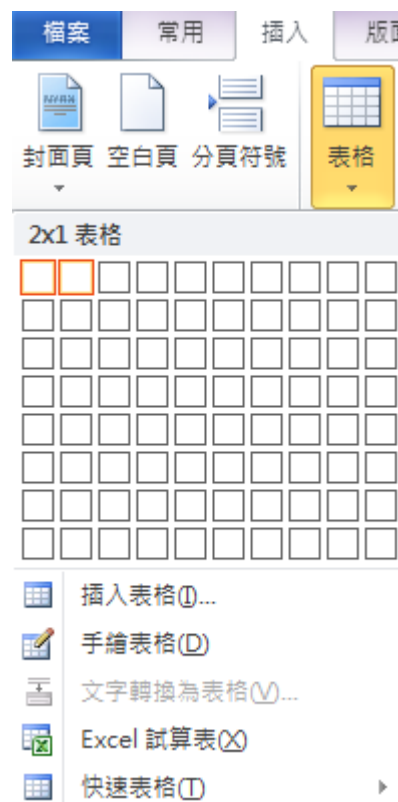 檔案 常用 插入 版
封面頁 空白頁 分頁符號 表格
2x1 表格
插入表格(I)...
手繪表格(D)
文字轉換為表格(V)...
Excel 試算表(X)
快速表格(T)